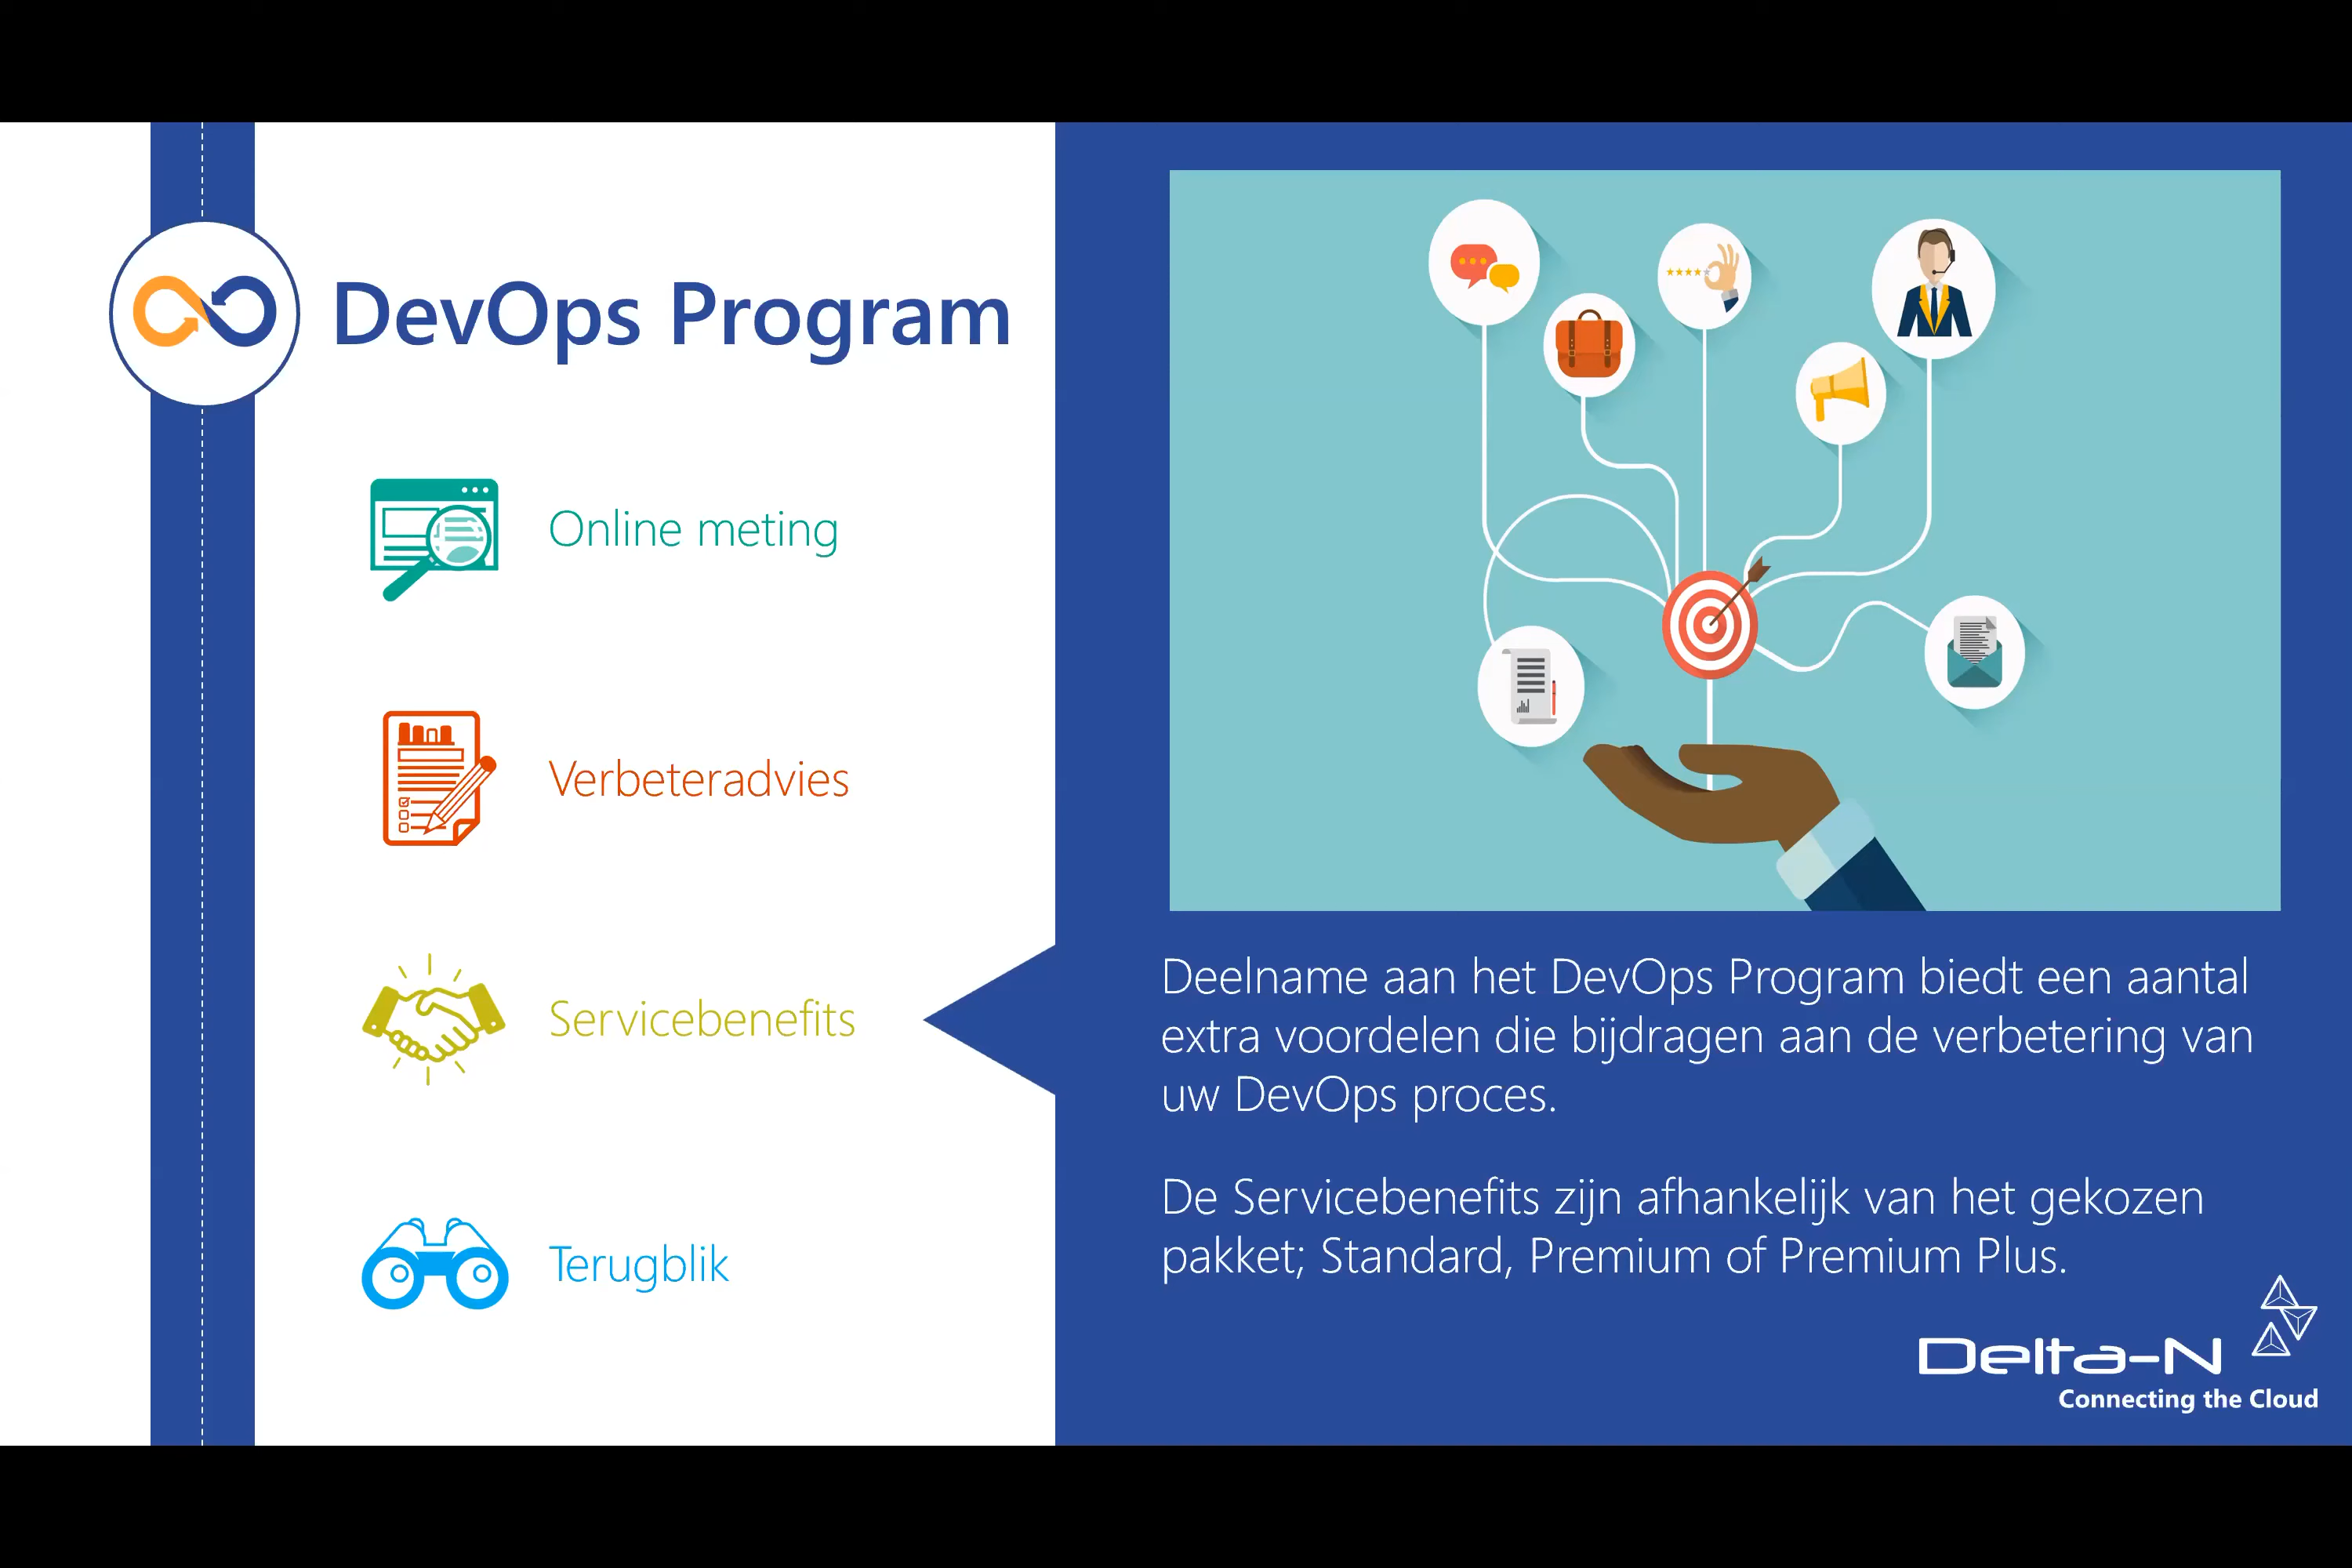 DevOps Program
Online meting
Verbeteradvies
Servicebenefits
Terugblik
Deelname aan het DevOps Program biedt een aantal
extra voordelen die bijdragen aan de verbetering van
uw DevOps proces.
De Servicebenefits zijn afhankelijk van het gekozen
pakket; Standard, Premium of Premium Plus.
Delta-N
Connecting the Cloud